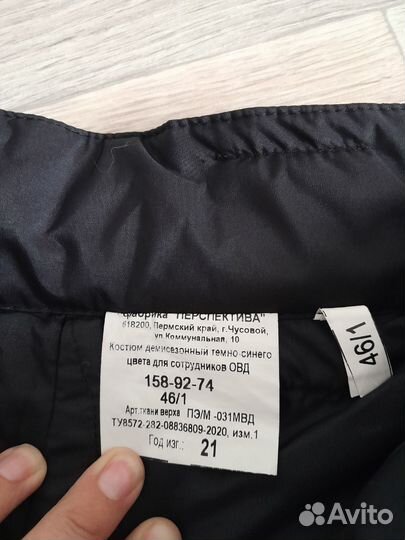 фабрика "ПЕРСПЕКТИВА"
618200, Пермский край, г.Чусовой,
ул.Коммунальная, 10
Костюм демисезонный темно-синего
цвета для сотрудников ОВД
158-92-74
46/1
Арт.ткани верха ПЭ/М -031МВД
ТУ8572-282-08836809-2020, изм.1
Год изг.: 21
46/1
Avito